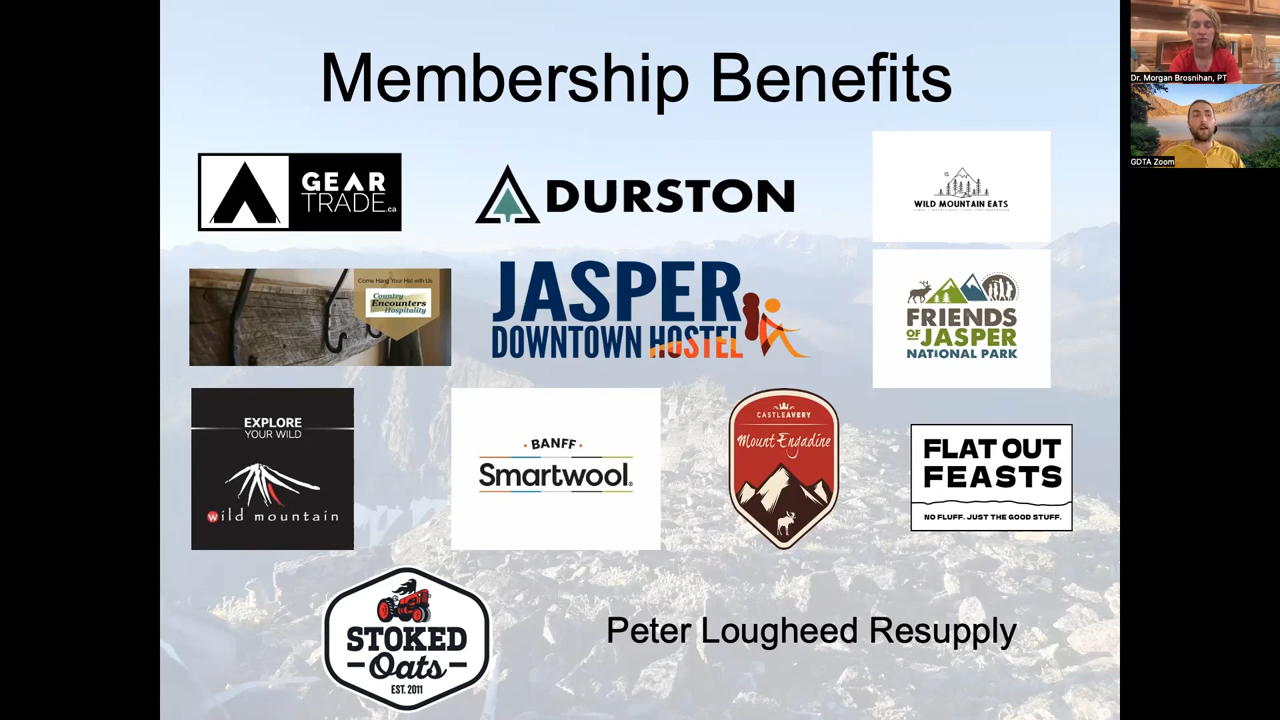 Membership Benefits
Dr. Morgan Brosnihan, PT
GDTA Zoom
GEAR
TRADE.ca
DURSTON
WILD MOUNTAIN EATS
Come Hang Your Hat with Us
Country
Encounters
Hospitality
JASPER
DOWNTOWN HOSTEL
FRIENDS
OF JASPER
NATIONAL PARK
EXPLORE
YOUR WILD
wild mountain
• BANFF •
Smartwool®
CASTLEAVERY
Mount Engadine
FLAT OUT
FEASTS
NO FLUFF. JUST THE GOOD STUFF.
STOKED
Oats
EST. 2011
Peter Lougheed Resupply